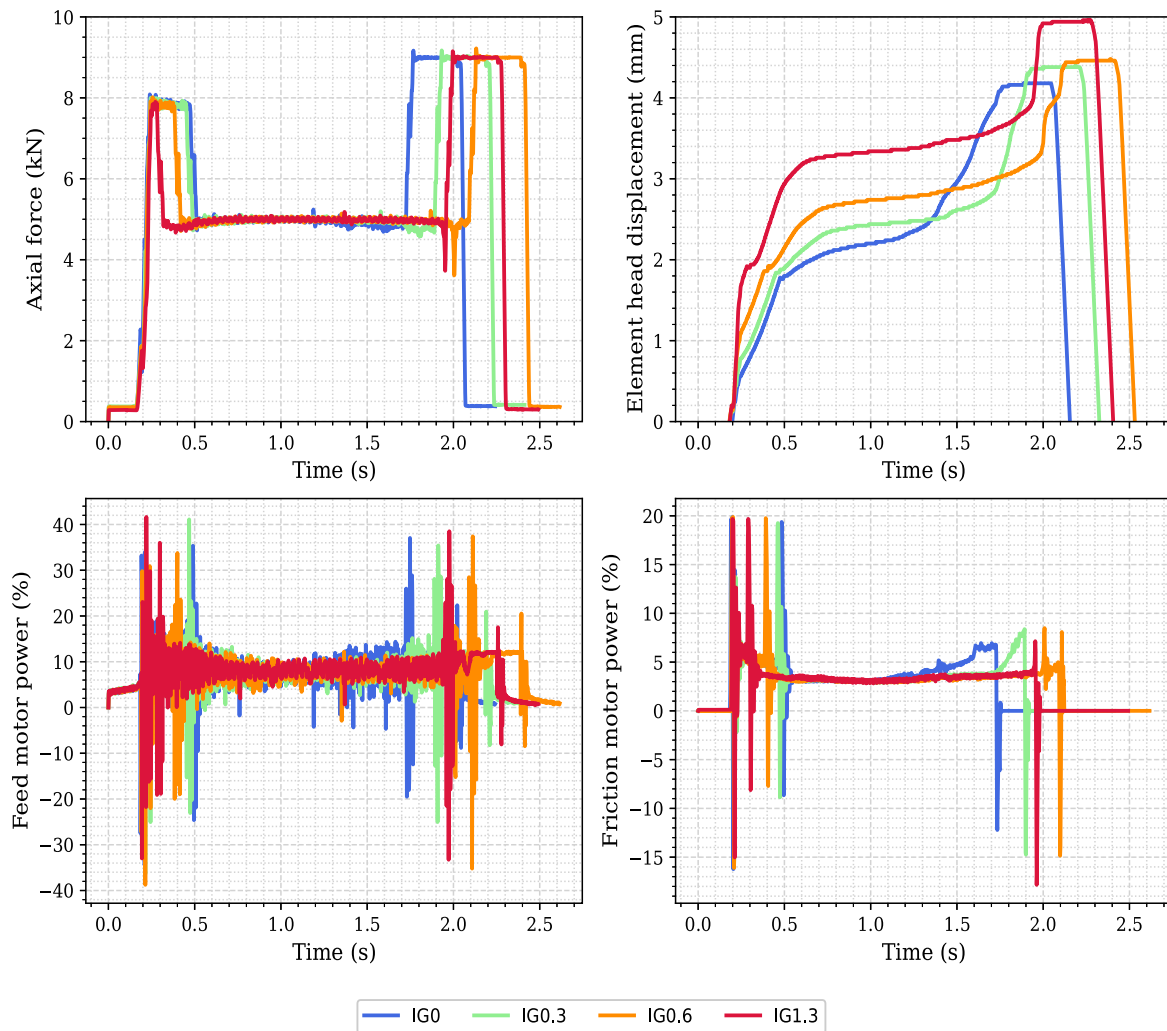 Axial force (kN)
10
8
6
4
2
0
0.0 0.5 1.0 1.5 2.0 2.5
Time (s)
Element head displacement (mm)
5
4
3
2
1
0
0.0 0.5 1.0 1.5 2.0 2.5
Time (s)
Feed motor power (%)
40
30
20
10
0
−10
−20
−30
−40
0.0 0.5 1.0 1.5 2.0 2.5
Time (s)
Friction motor power (%)
20
15
10
5
0
−5
−10
−15
0.0 0.5 1.0 1.5 2.0 2.5
Time (s)
IG0 IG0.3 IG0.6 IG1.3